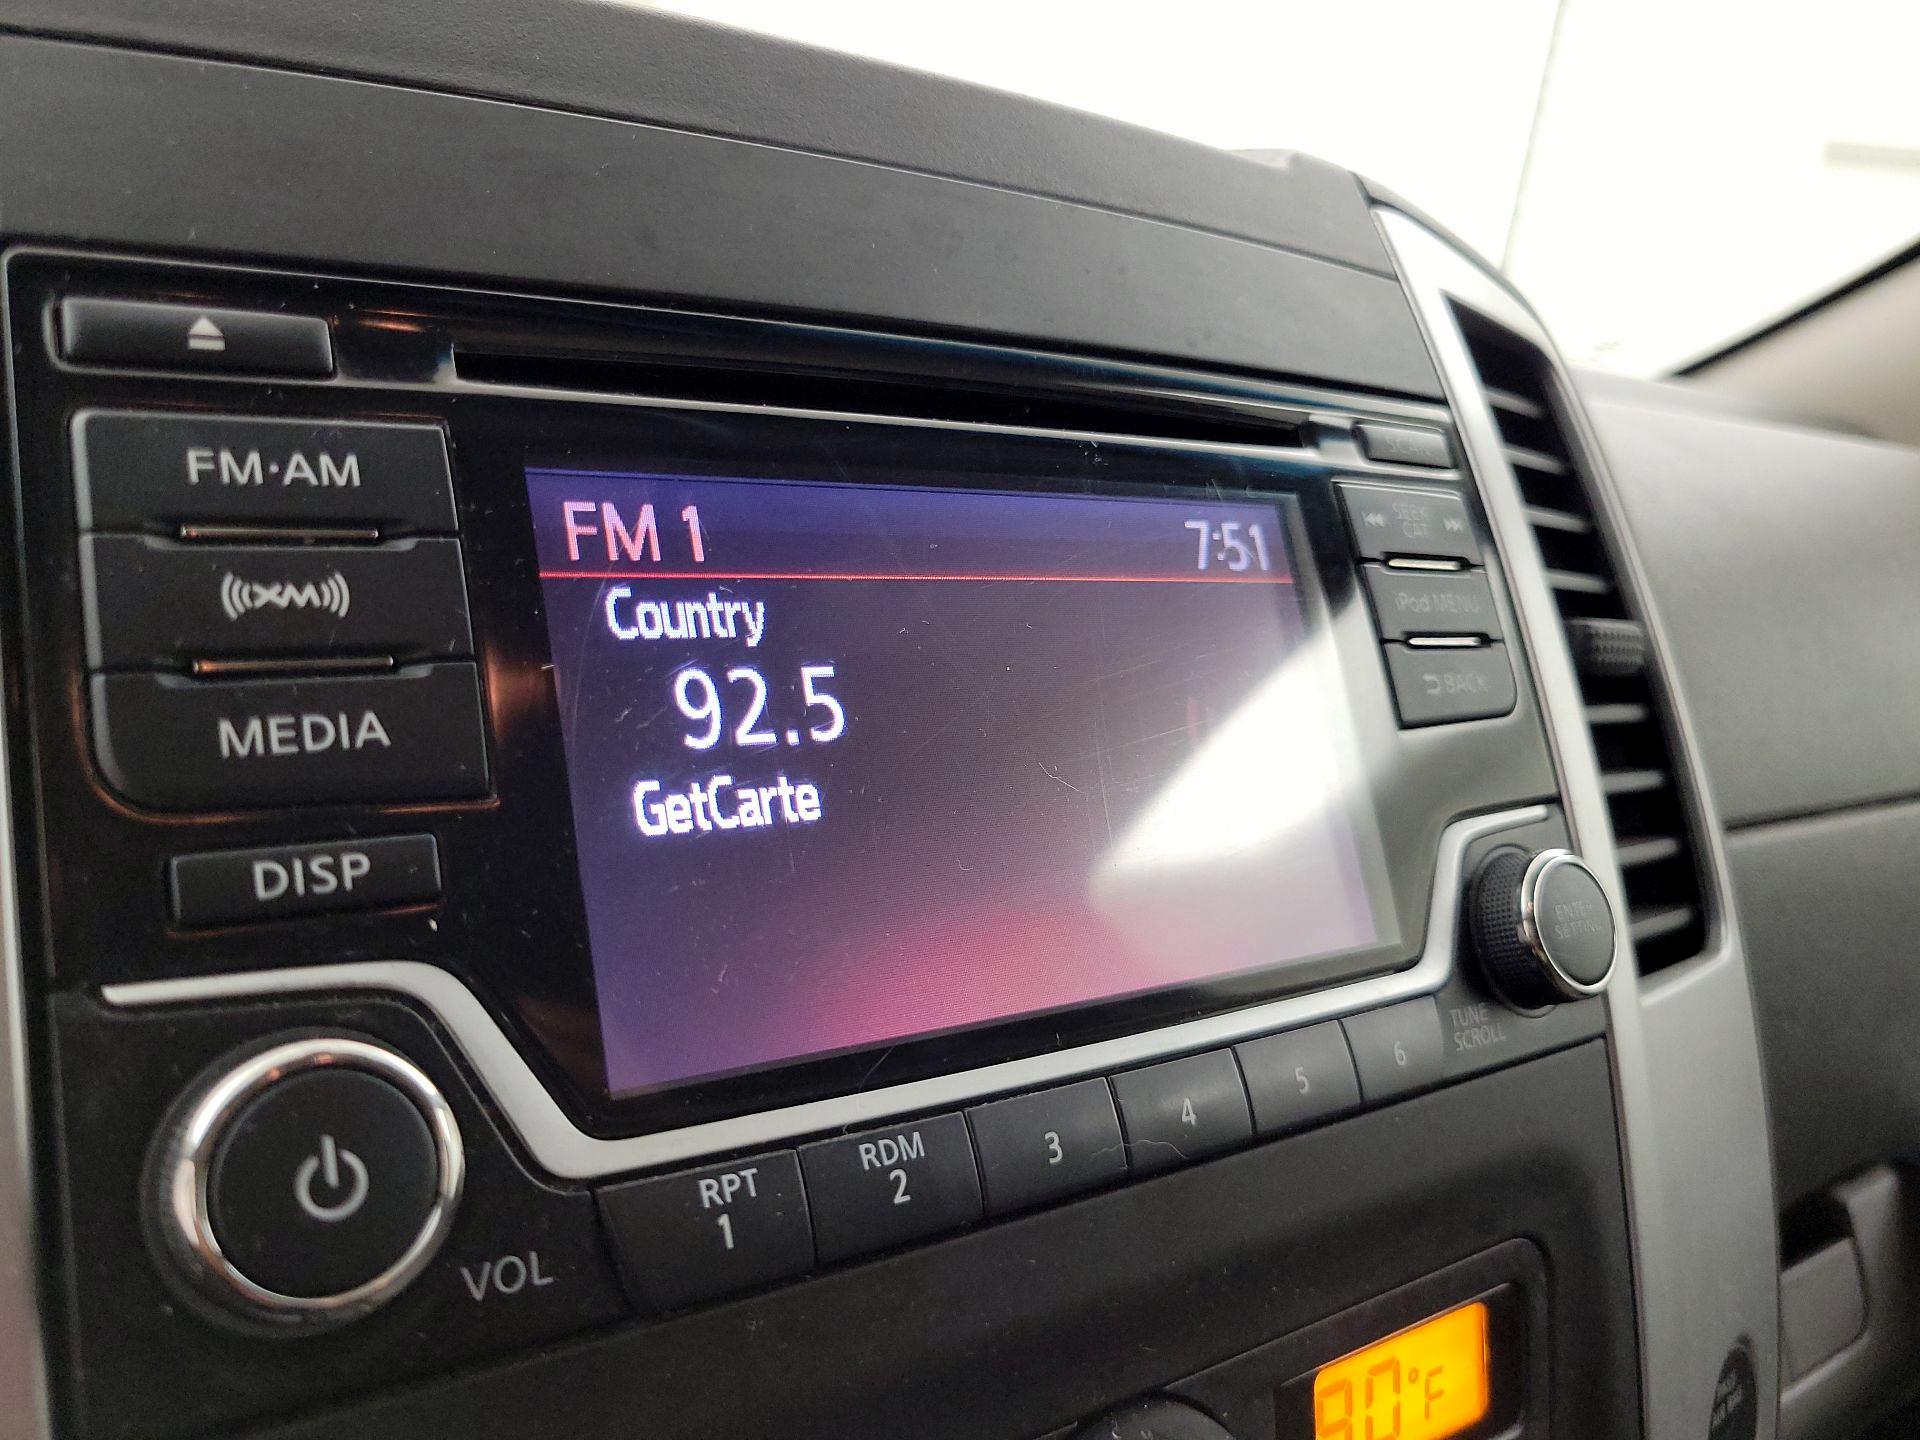 FM·AM
XM
MEDIA
DISP
VOL
FM 1 7:51
Country
92.5
GetCarte
SCAN
SEEK
CAT
iPod MENU
BACK
ENTER
SETTING
TUNE
SCROLL
RPT
1
RDM
2
3
4
5
6
°F